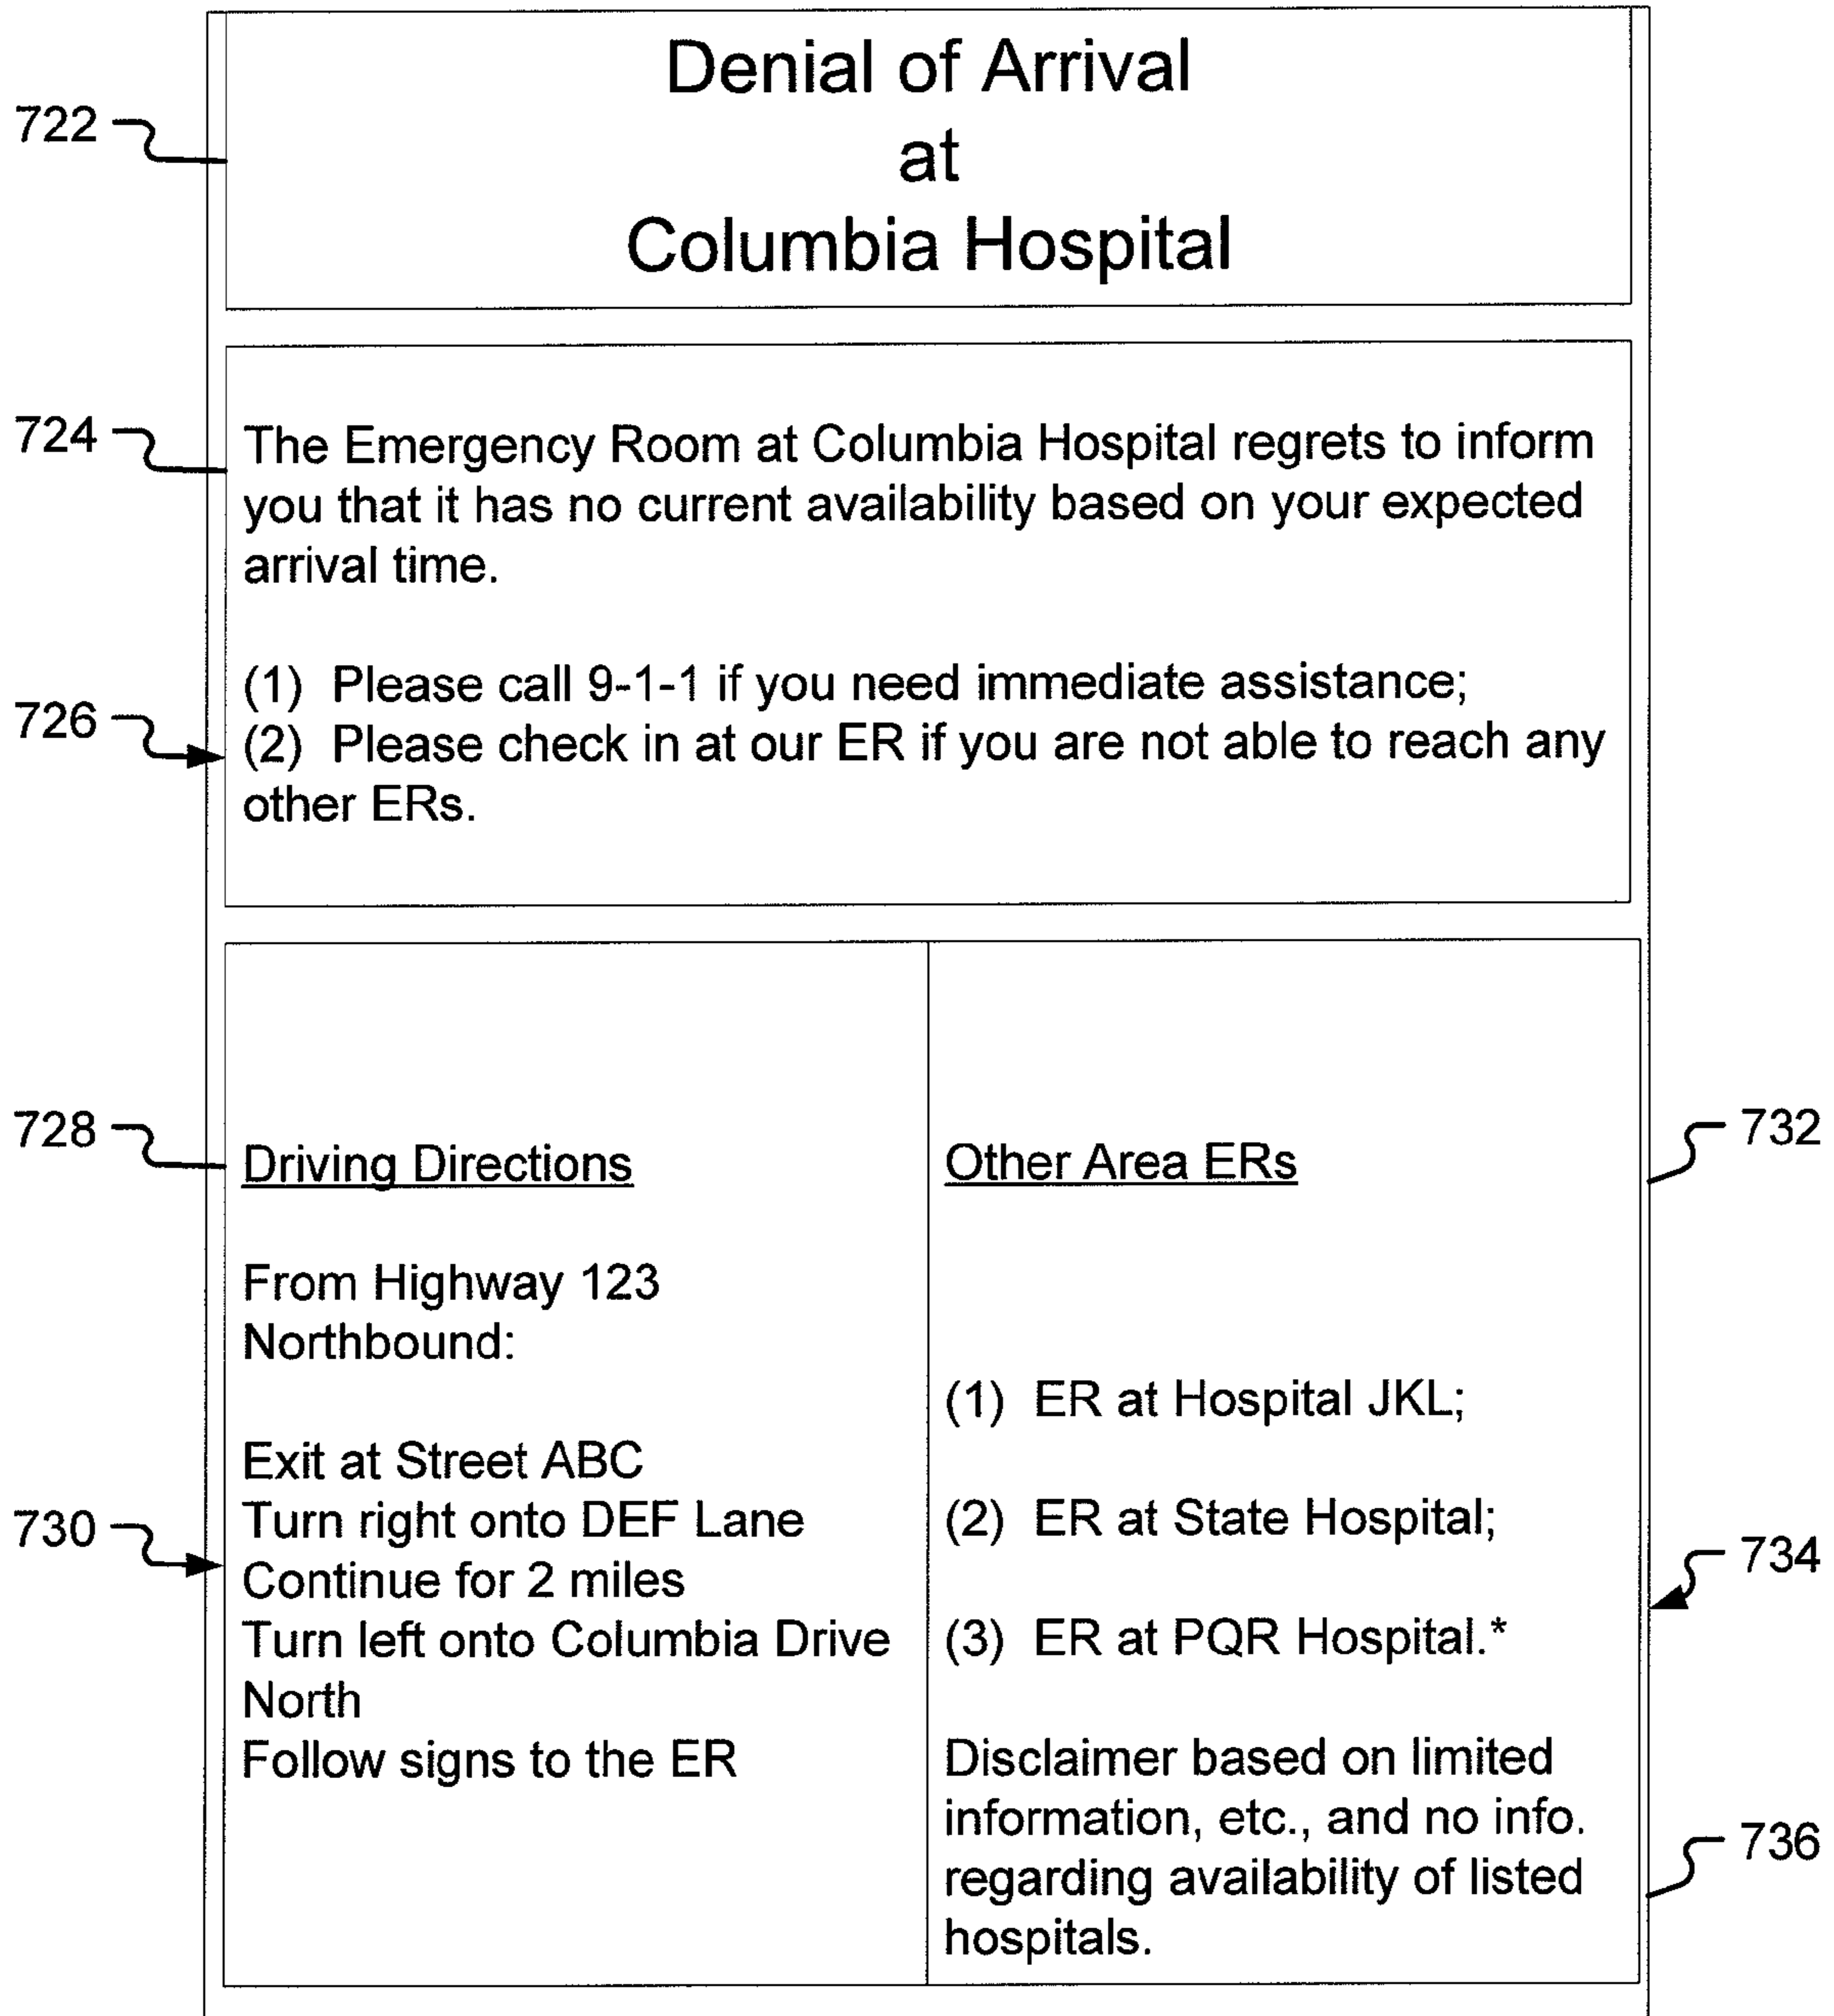 Denial of Arrival
at
Columbia Hospital
722
724
The Emergency Room at Columbia Hospital regrets to inform
you that it has no current availability based on your expected
arrival time.
(1) Please call 9-1-1 if you need immediate assistance;
726
(2) Please check in at our ER if you are not able to reach any
other ERs.
728
Driving Directions
From Highway 123
Northbound:
Exit at Street ABC
730
Turn right onto DEF Lane
Continue for 2 miles
Turn left onto Columbia Drive
North
Follow signs to the ER
732
Other Area ERs
(1) ER at Hospital JKL;
(2) ER at State Hospital;
734
(3) ER at PQR Hospital.*
Disclaimer based on limited
information, etc., and no info.
736
regarding availability of listed
hospitals.